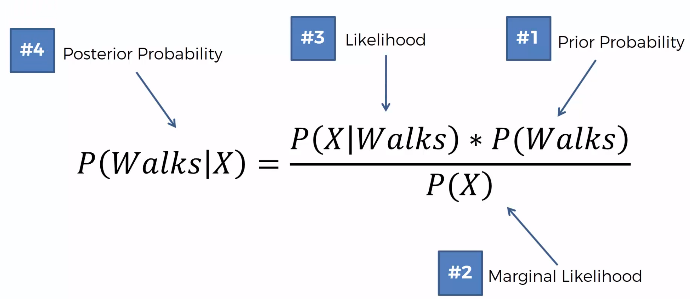 #4 Posterior Probability
#3 Likelihood
#1 Prior Probability
P(Walks|X) = P(X|Walks) * P(Walks)
P(X)
#2 Marginal Likelihood